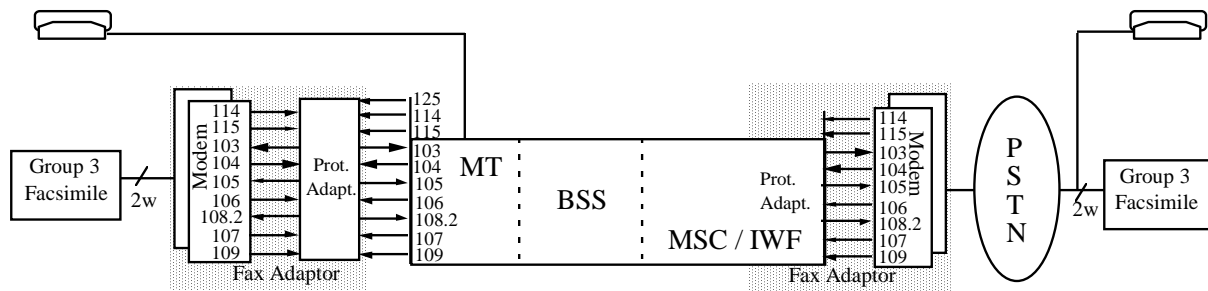 Group 3
Facsimile
2w
Modem
114
115
103
104
105
106
108.2
107
109
Fax Adaptor
Prot.
Adapt.
125
114
115
103
104
105
106
108.2
107
109
MT
BSS
MSC / IWF
Prot.
Adapt.
Fax Adaptor
114
115
103
104
105
106
108.2
107
109
Modem
P
S
T
N
2w
Group 3
Facsimile